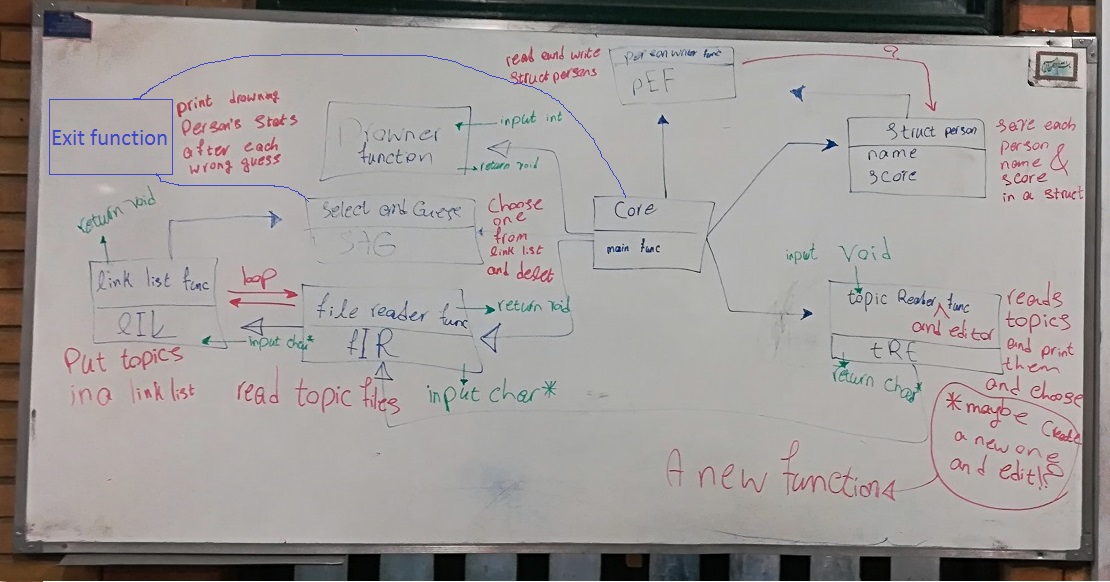 Exit function
print drowning
Person's Stats
after each
wrong guess
Drowner
function
input int
return void
read and write
Struct persons
person writer func
pEF
?
Struct person
name
score
save each
person
name &
score
in a struct
return void
Select and Guese
SAG
Choose
one
from
link list
and delet
Core
main func
input void
link list func
lIL
loop
file reader func
fIR
return void
input char*
Put topics
in a link list
read topic files
input char*
topic Reader func
and editor
tRE
return char*
reads
topics
and print
them
and choose
*maybe Create
a new one
and edit!!
A new function